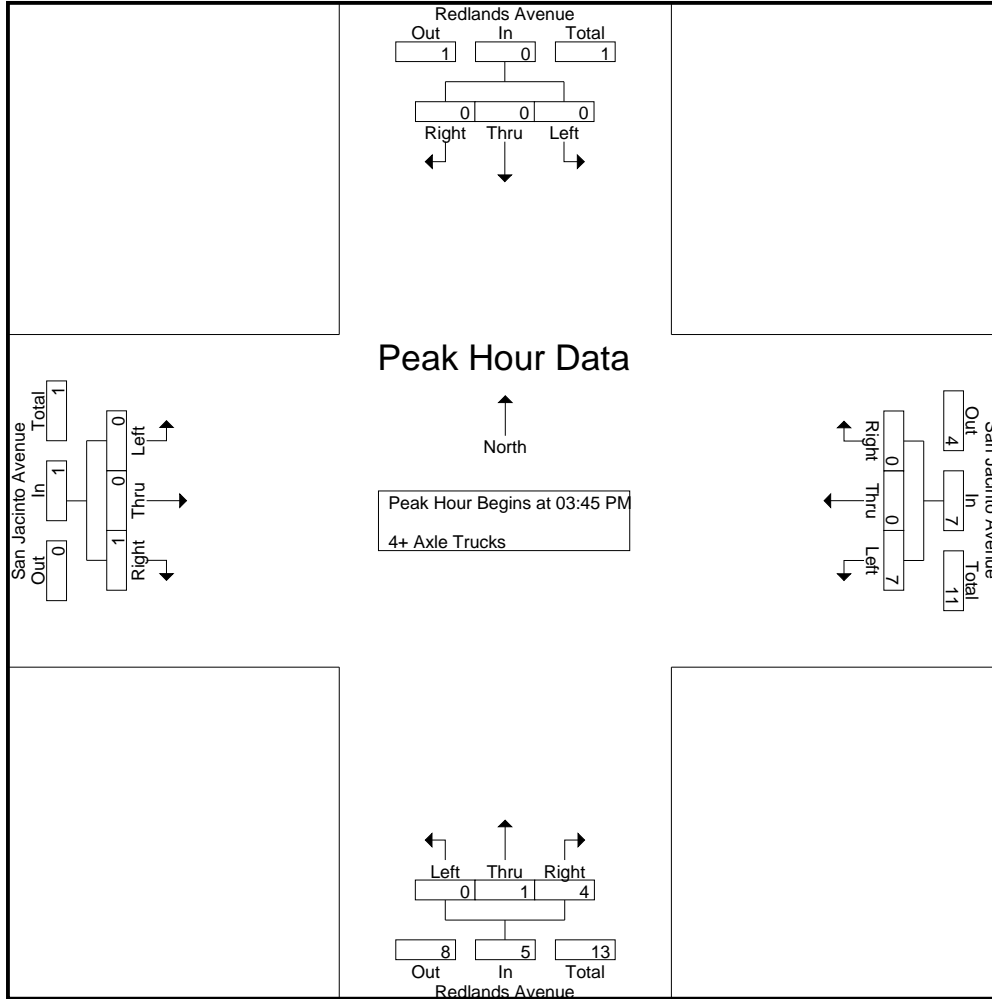 Redlands Avenue
Out In Total
1 0 1
0 0 0
Right Thru Left
Peak Hour Data
North
Peak Hour Begins at 03:45 PM
4+ Axle Trucks
San Jacinto Avenue
Out In Total
0 1 1
Left Thru Right
0 0 1
San Jacinto Avenue
Out In Total
4 7 11
Right Thru Left
0 0 7
Left Thru Right
0 1 4
8 5 13
Out In Total
Redlands Avenue